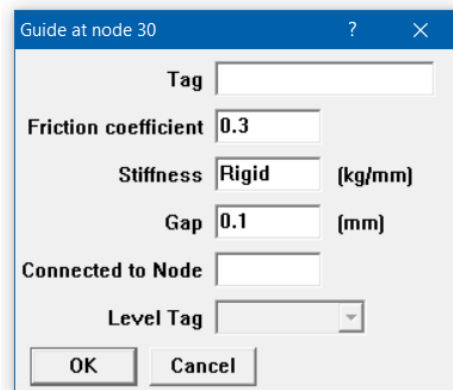 Guide at node 30 ?
Tag
Friction coefficient 0.3
Stiffness Rigid (kg/mm)
Gap 0.1 (mm)
Connected to Node
Level Tag
OK Cancel